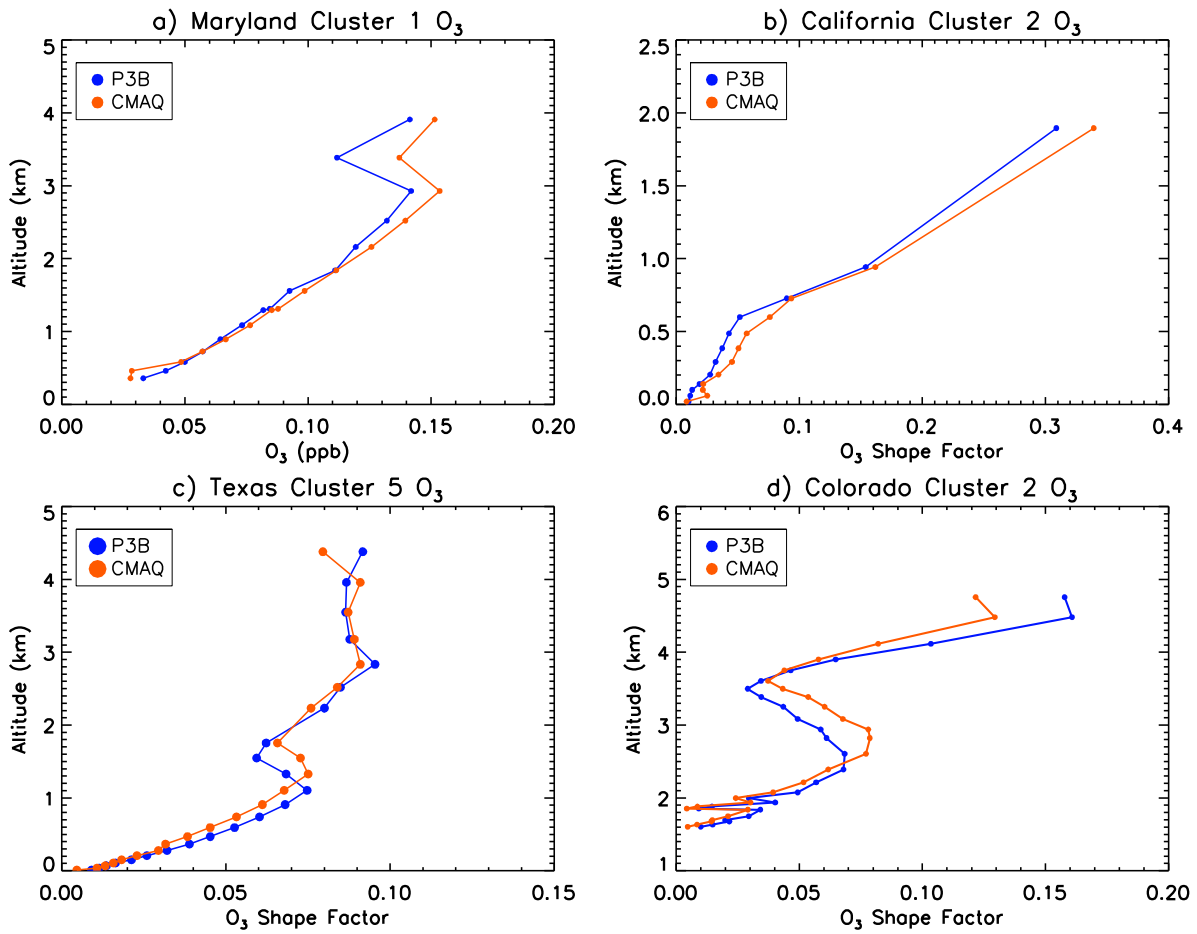 a) Maryland Cluster 1 O3
5
4
3
2
1
0
Altitude (km)
P3B
CMAQ
0.00 0.05 0.10 0.15 0.20
O3 (ppb)
b) California Cluster 2 O3
2.5
2.0
1.5
1.0
0.5
0.0
Altitude (km)
P3B
CMAQ
0.0 0.1 0.2 0.3 0.4
O3 Shape Factor
c) Texas Cluster 5 O3
5
4
3
2
1
0
Altitude (km)
P3B
CMAQ
0.00 0.05 0.10 0.15
O3 Shape Factor
d) Colorado Cluster 2 O3
6
5
4
3
2
1
Altitude (km)
P3B
CMAQ
0.00 0.05 0.10 0.15 0.20
O3 Shape Factor